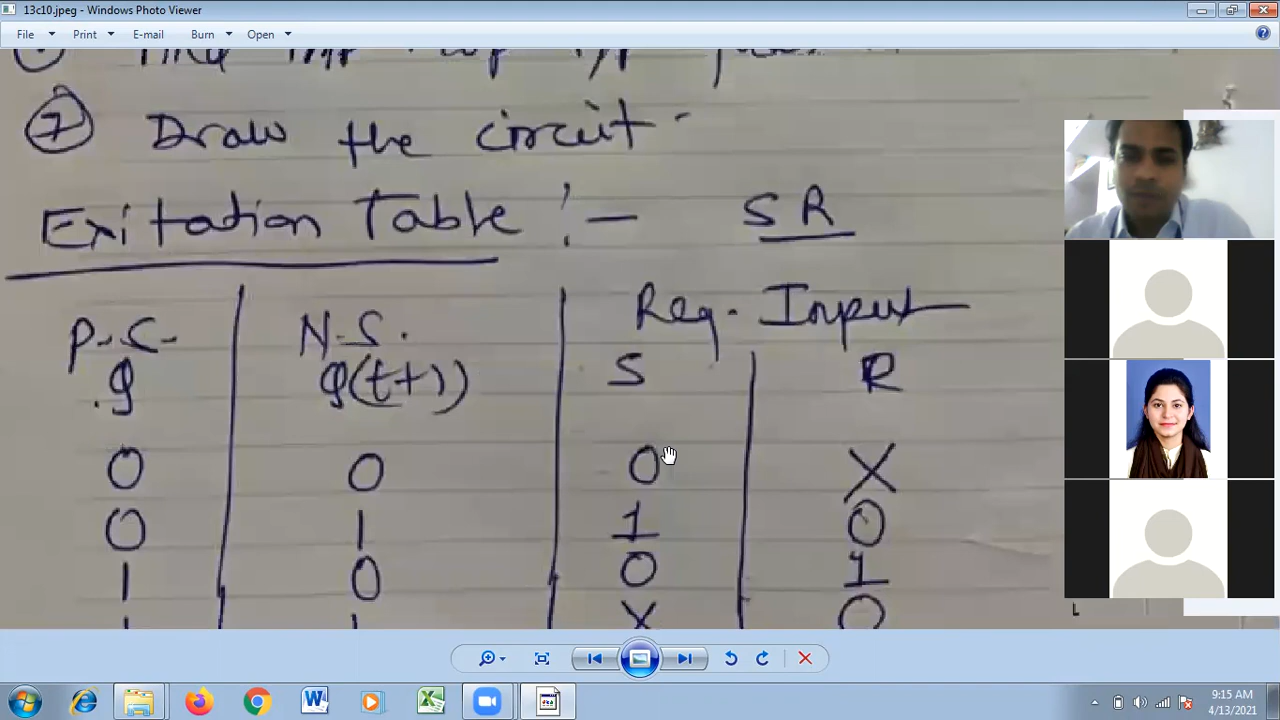 13c10.jpeg - Windows Photo Viewer
File Print E-mail Burn Open
7 Draw the circuit
Exitation Table :- SR
P.S. N.S. Req. Input
Q Q(t+1) S R
0 0 0 X
0 1 1 0
1 0 0 1
1 1 X 0
9:15 AM
4/13/2021